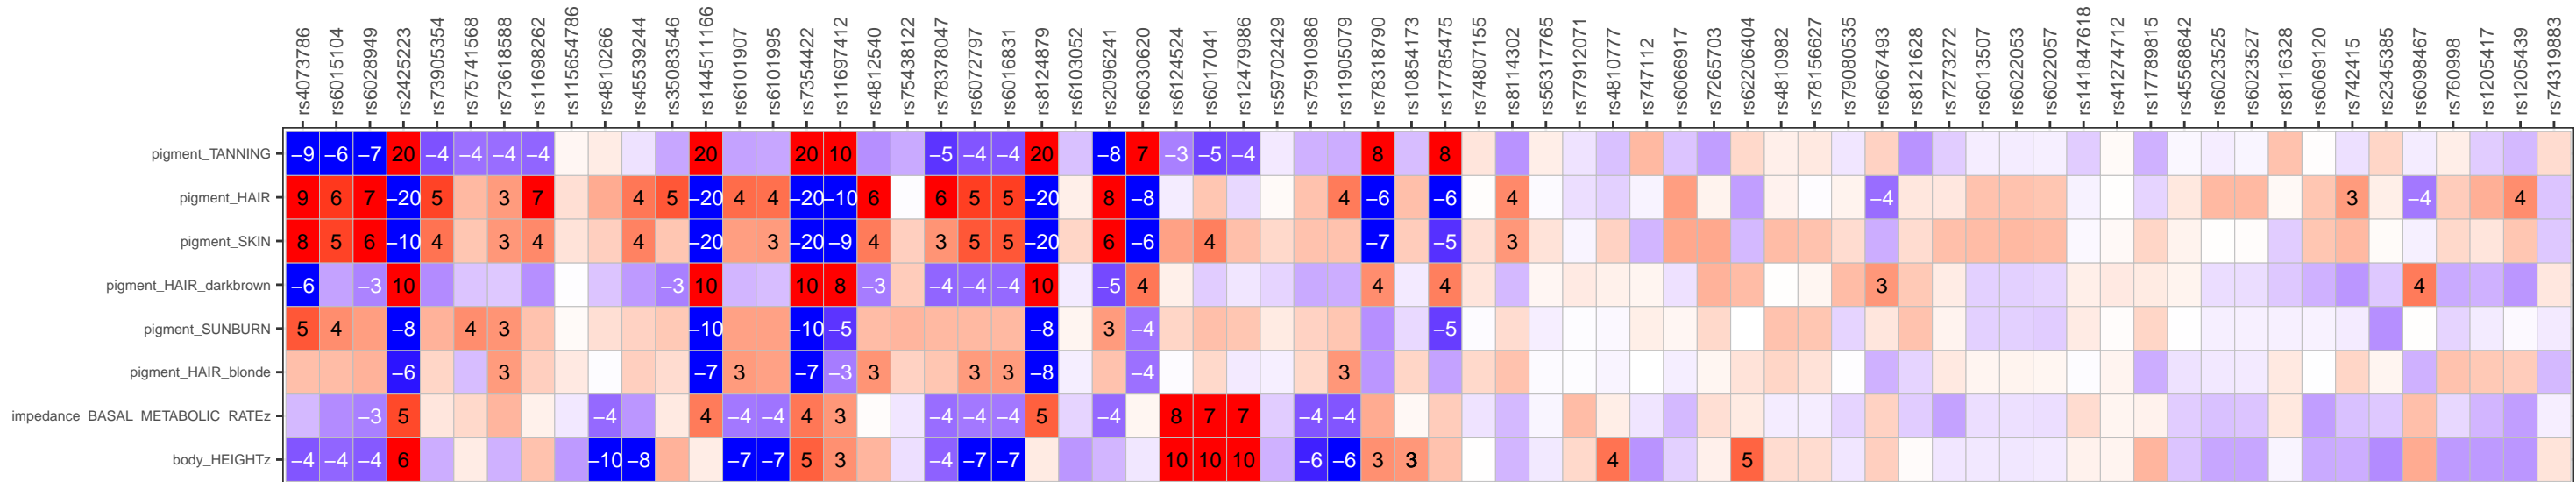 rs4073786
rs6015104
rs6028949
rs2425223
rs73905354
rs75741568
rs73618588
rs11698262
rs115654786
rs4810266
rs45539244
rs35083546
rs144511166
rs6101907
rs6101995
rs73544422
rs111697412
rs4812540
rs75438122
rs78378047
rs6072797
rs6016831
rs8124879
rs6103052
rs2096241
rs6030620
rs6124524
rs6017041
rs12479986
rs59702429
rs75910986
rs11905079
rs78318790
rs10854173
rs17785475
rs74807155
rs8114302
rs56317765
rs77912071
rs4810777
rs747112
rs6066917
rs7265703
rs62206404
rs4810982
rs78156627
rs79080535
rs6067493
rs8121628
rs7273272
rs6013507
rs6022053
rs6022057
rs141847618
rs41274712
rs17789815
rs45568642
rs6023525
rs6023527
rs8116328
rs6069120
rs742415
rs2345385
rs6098467
rs760998
rs1205417
rs1205439
rs74319883
pigment_TANNING −9 −6 −7 20 −4 −4 −4 −4 20 20 10 −5 −4 −4 20 −8 7 −3 −5 −4 8 8
pigment_HAIR 9 6 7 −20 5 3 7 4 5 −20 4 4 −20 −10 6 6 5 5 −20 8 −8 4 −6 −6 4 −4 3 −4 4
pigment_SKIN 8 5 6 −10 4 3 4 4 −20 3 −20 −9 4 3 5 5 −20 6 −6 4 −7 −5 3
pigment_HAIR_darkbrown −6 −3 10 −3 10 10 8 −3 −4 −4 −4 10 −5 4 4 4 3 4
pigment_SUNBURN 5 4 −8 4 3 −10 −10 −5 −8 3 −4 −5
pigment_HAIR_blonde −6 3 −7 3 −7 −3 3 3 3 −8 −4 3
impedance_BASAL_METABOLIC_RATEz −3 5 −4 4 −4 −4 4 3 −4 −4 −4 5 −4 8 7 7 −4 −4
body_HEIGHTz −4 −4 −4 6 −10 −8 −7 −7 5 3 −4 −7 −7 10 10 10 −6 −6 3 3 4 5